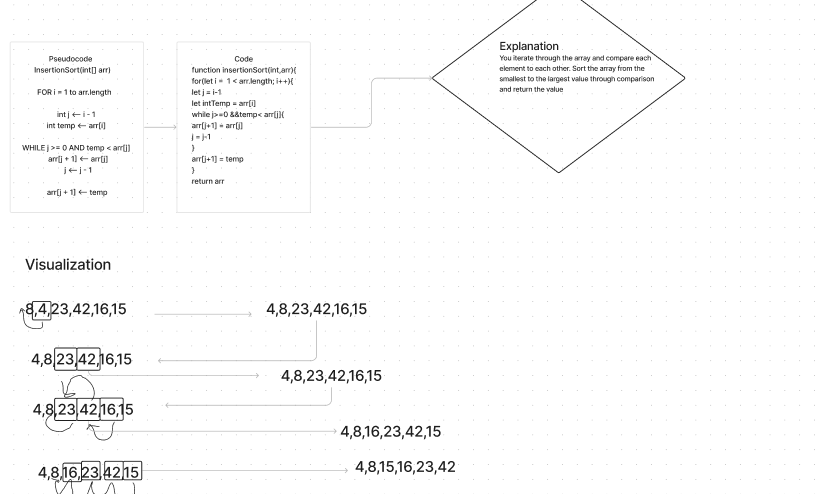 Pseudocode
InsertionSort(int[] arr)
FOR i = 1 to arr.length
int j <-- i - 1
int temp <-- arr[i]
WHILE j >= 0 AND temp < arr[j]
arr[j + 1] <-- arr[j]
j <-- j - 1
arr[j + 1] <-- temp
Code
function insertionSort(int,arr){
for(let i = 1 < arr.length; i++){
let j = i-1
let intTemp = arr[i]
while j>=0 &&temp< arr[j]{
arr[j+1] = arr[j]
j = j-1
}
arr[j+1] = temp
}
return arr
Explanation
You iterate through the array and compare each
element to each other. Sort the array from the
smallest to the largest value through comparison
and return the value
Visualization
8,4,23,42,16,15
4,8,23,42,16,15
4,8,23,42,16,15
4,8,23,42,16,15
4,8,23,42,16,15
4,8,16,23,42,15
4,8,16,23,42,15
4,8,15,16,23,42